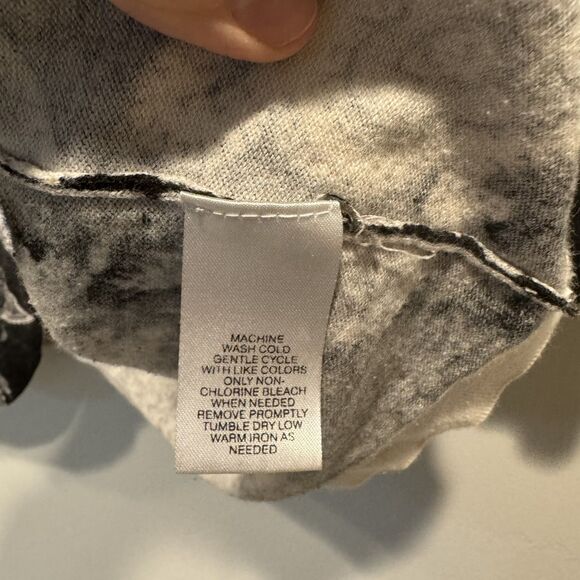 MACHINE
WASH COLD
GENTLE CYCLE
WITH LIKE COLORS
ONLY NON-
CHLORINE BLEACH
WHEN NEEDED
REMOVE PROMPTLY
TUMBLE DRY LOW
WARM IRON AS
NEEDED